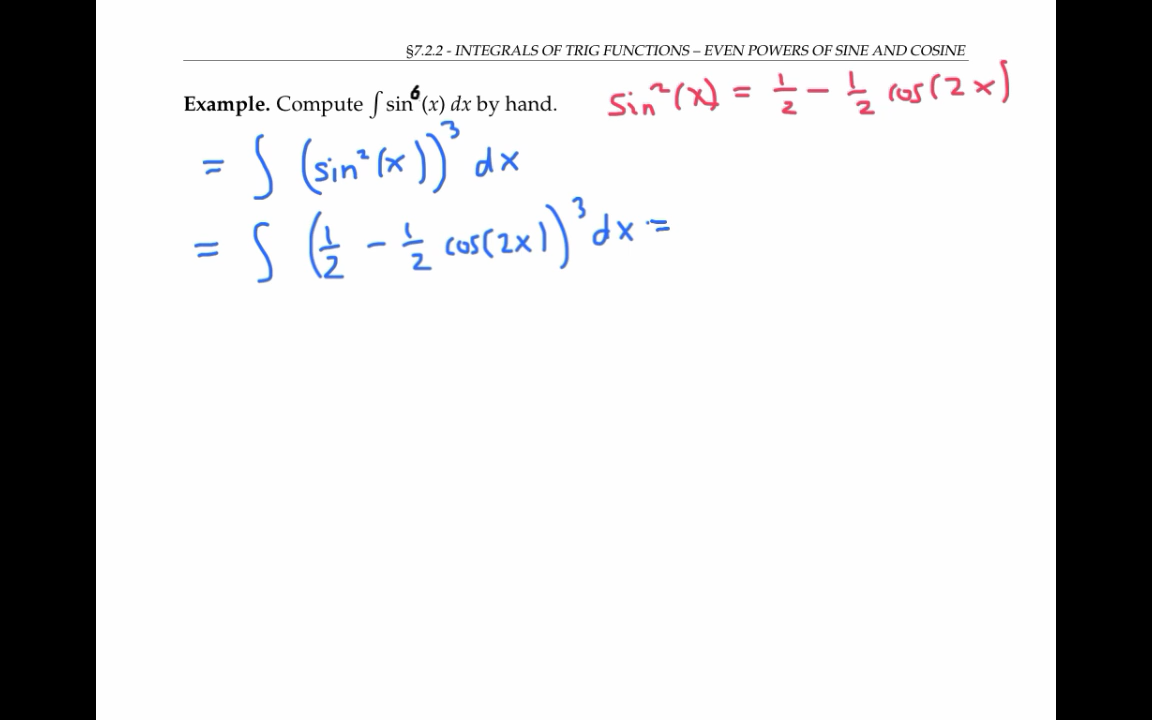 §7.2.2 - INTEGRALS OF TRIG FUNCTIONS – EVEN POWERS OF SINE AND COSINE
Example. Compute ∫ sin⁶(x) dx by hand. sin²(x) = 1/2 − 1/2 cos(2x)
= ∫ (sin²(x))³ dx
= ∫ (1/2 − 1/2 cos(2x))³ dx =